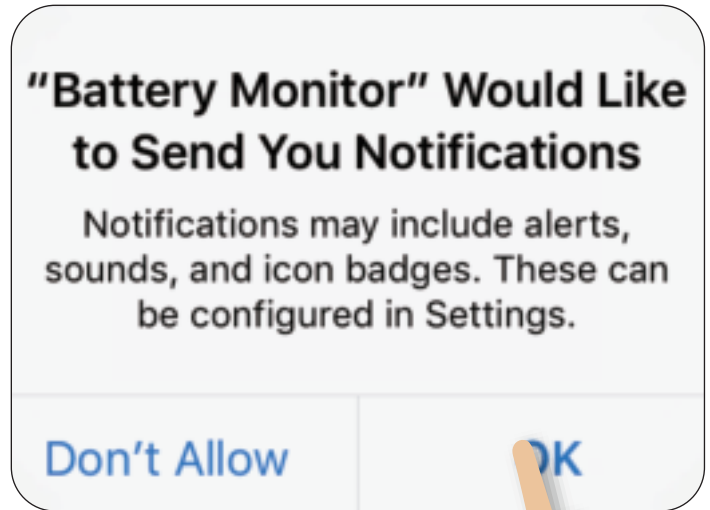 “Battery Monitor” Would Like
to Send You Notifications
Notifications may include alerts,
sounds, and icon badges. These can
be configured in Settings.
Don’t Allow
OK